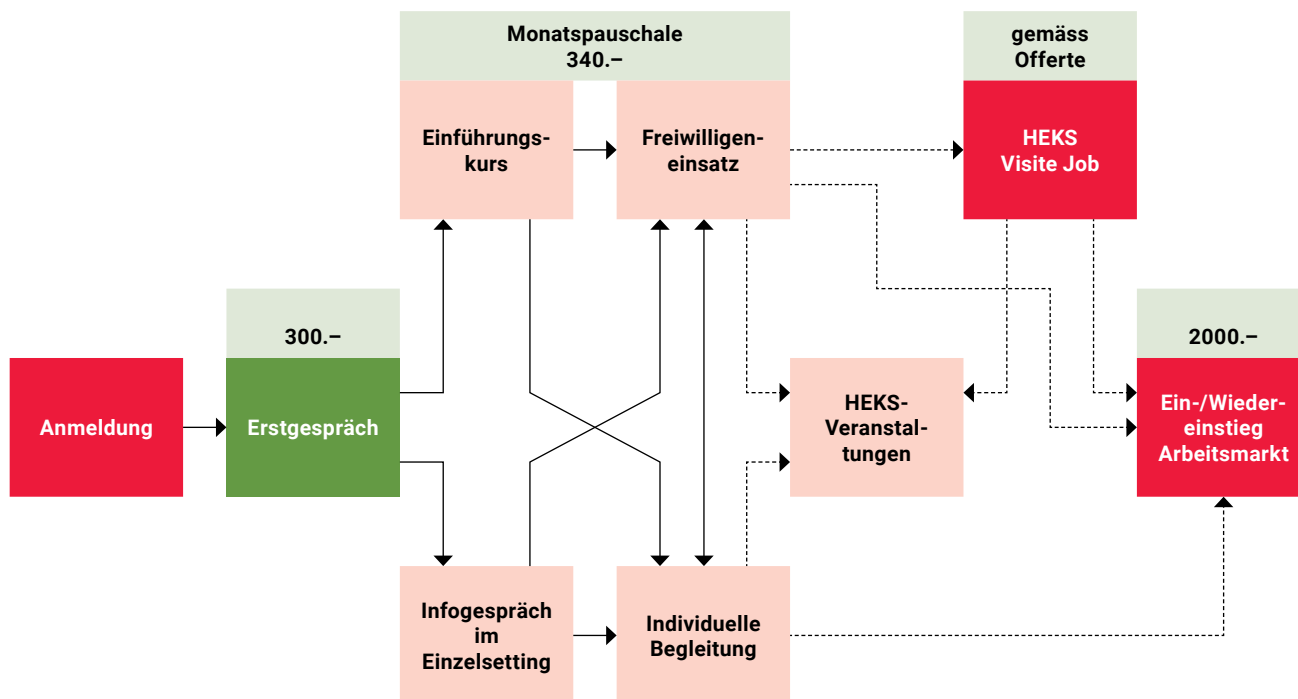 Monatspauschale
340.–
gemäss
Offerte
Einführungs-
kurs
Freiwilligen-
einsatz
HEKS
Visite Job
300.–
2000.–
Anmeldung
Erstgespräch
HEKS-
Veranstal-
tungen
Ein-/Wieder-
einstieg
Arbeitsmarkt
Infogespräch
im
Einzelsetting
Individuelle
Begleitung